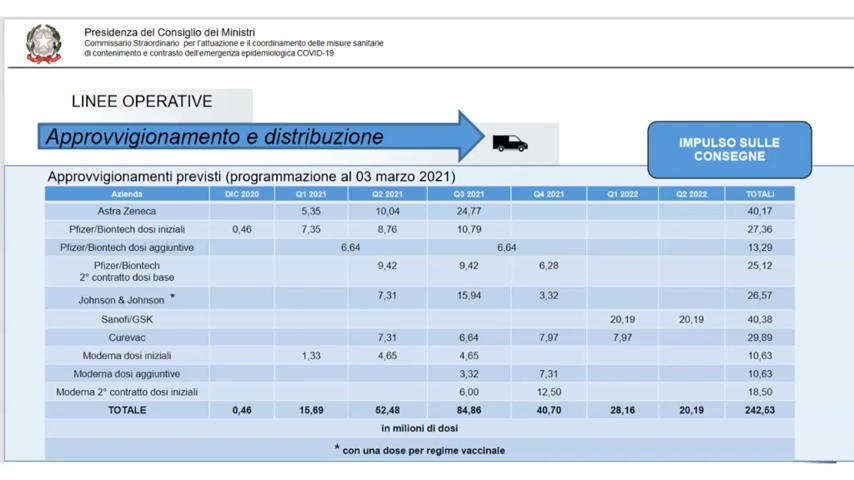 Presidenza del Consiglio dei Ministri
Commissario Straordinario per l'attuazione e il coordinamento delle misure sanitarie
di contenimento e contrasto dell'emergenza epidemiologica COVID-19
LINEE OPERATIVE
Approvvigionamento e distribuzione
IMPULSO SULLE
CONSEGNE
Approvvigionamenti previsti (programmazione al 03 marzo 2021)
Azienda DIC 2020 Q1 2021 Q2 2021 Q3 2021 Q4 2021 Q1 2022 Q2 2022 TOTALI
Astra Zeneca 5,35 10,04 24,77 40,17
Pfizer/Biontech dosi iniziali 0,46 7,35 8,76 10,79 27,36
Pfizer/Biontech dosi aggiuntive 6,64 6,64 13,29
Pfizer/Biontech
2° contratto dosi base 9,42 9,42 6,28 25,12
Johnson & Johnson * 7,31 15,94 3,32 26,57
Sanofi/GSK 20,19 20,19 40,38
Curevac 7,31 6,64 7,97 7,97 29,89
Moderna dosi iniziali 1,33 4,65 4,65 10,63
Moderna dosi aggiuntive 3,32 7,31 10,63
Moderna 2° contratto dosi iniziali 6,00 12,50 18,50
TOTALE 0,46 15,69 52,48 84,86 40,70 28,16 20,19 242,53
in milioni di dosi
* con una dose per regime vaccinale